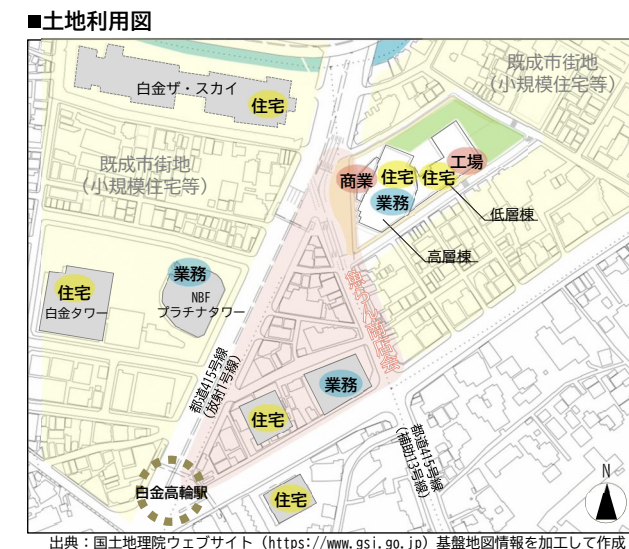 ■土地利用図
既成市街地
(小規模住宅等)
白金ザ・スカイ
住宅
既成市街地
(小規模住宅等)
商業
住宅
住宅
工場
業務
低層棟
高層棟
業務
住宅
NBF
白金タワー
プラチナタワー
都道415号線
(放射1号線)
業務
住宅
都道415号線
(補助13号線)
白金高輪駅
住宅
N
出典：国土地理院ウェブサイト（https://www.gsi.go.jp）基盤地図情報を加工して作成